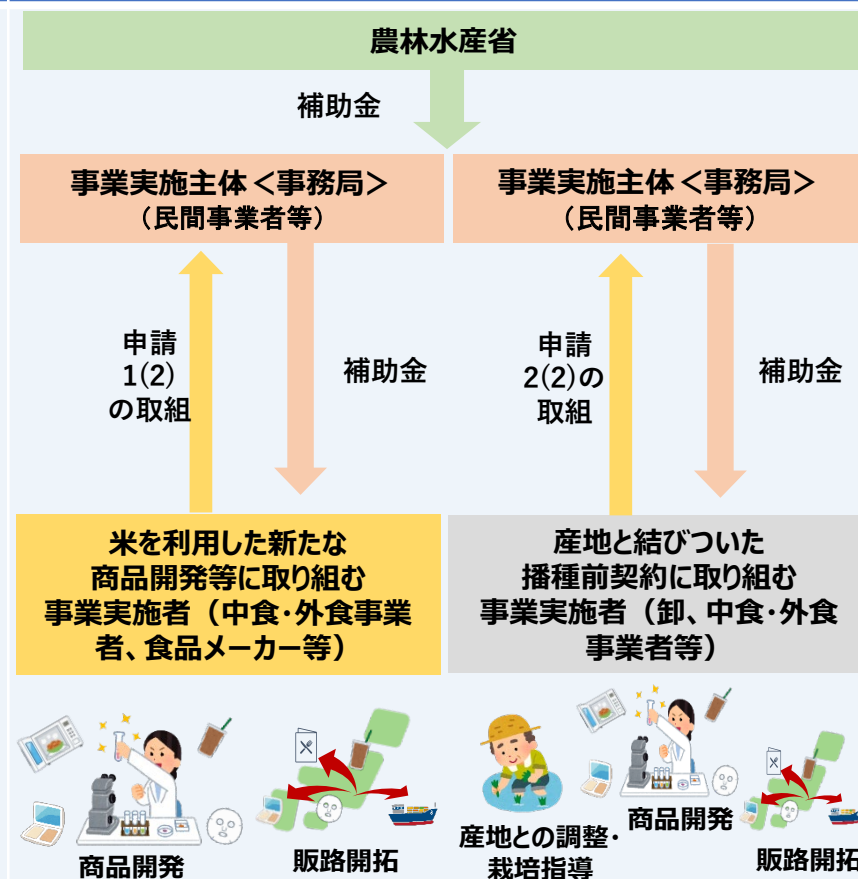 農林水産省
補助金
事業実施主体<事務局>
（民間事業者等）
事業実施主体<事務局>
（民間事業者等）
申請
1(2)
の取組
補助金
申請
2(2)の
取組
補助金
米を利用した新たな
商品開発等に取り組む
事業実施者（中食・外食事業
者、食品メーカー等）
産地と結びついた
播種前契約に取り組む
事業実施者（卸、中食・外食
事業者等）
商品開発
販路開拓
産地との調整・
栽培指導
商品開発
販路開拓